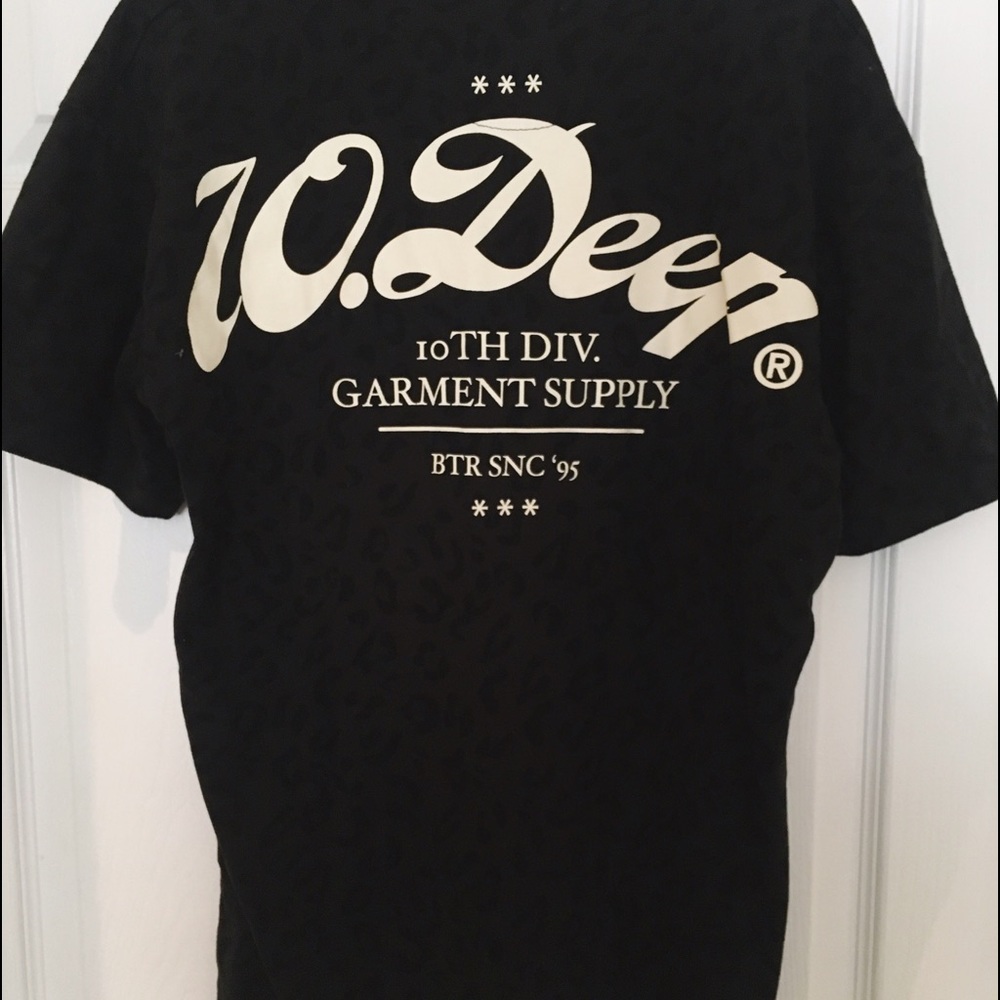 ***
10.Deep
®
10TH DIV.
GARMENT SUPPLY
BTR SNC ‘95
***